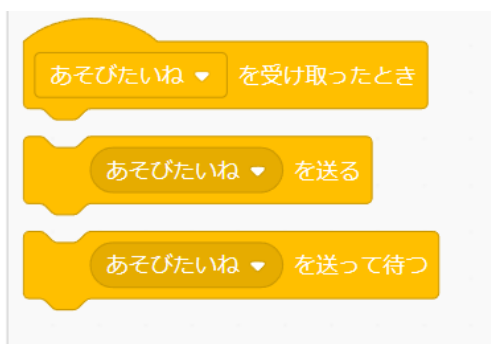 あそびたいね を受け取ったとき
あそびたいね を送る
あそびたいね を送って待つ